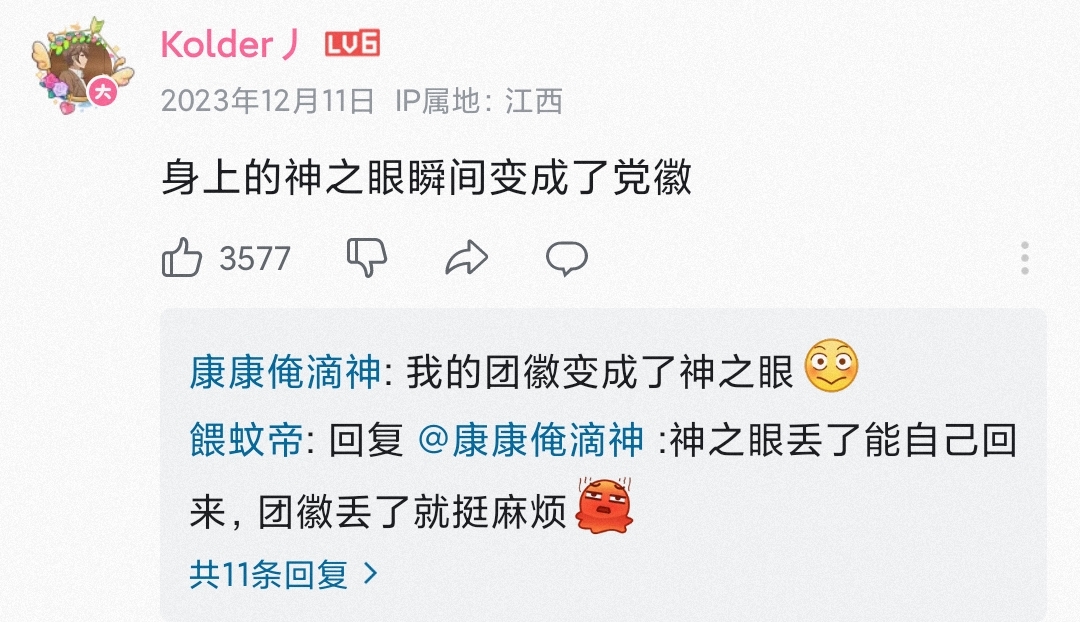 Kolder丿 LV6
大
2023年12月11日 IP属地：江西
身上的神之眼瞬间变成了党徽
3577
康康俺滴神: 我的团徽变成了神之眼
餵蚊帝: 回复 @康康俺滴神 :神之眼丢了能自己回
来，团徽丢了就挺麻烦
共11条回复 >